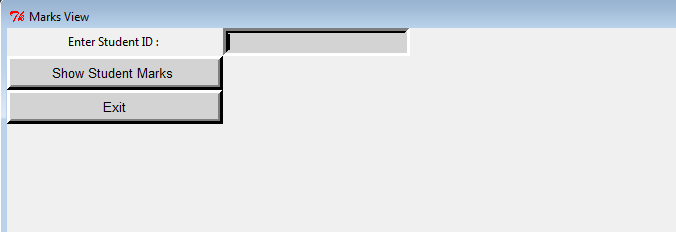 Marks View
Enter Student ID :
Show Student Marks
Exit